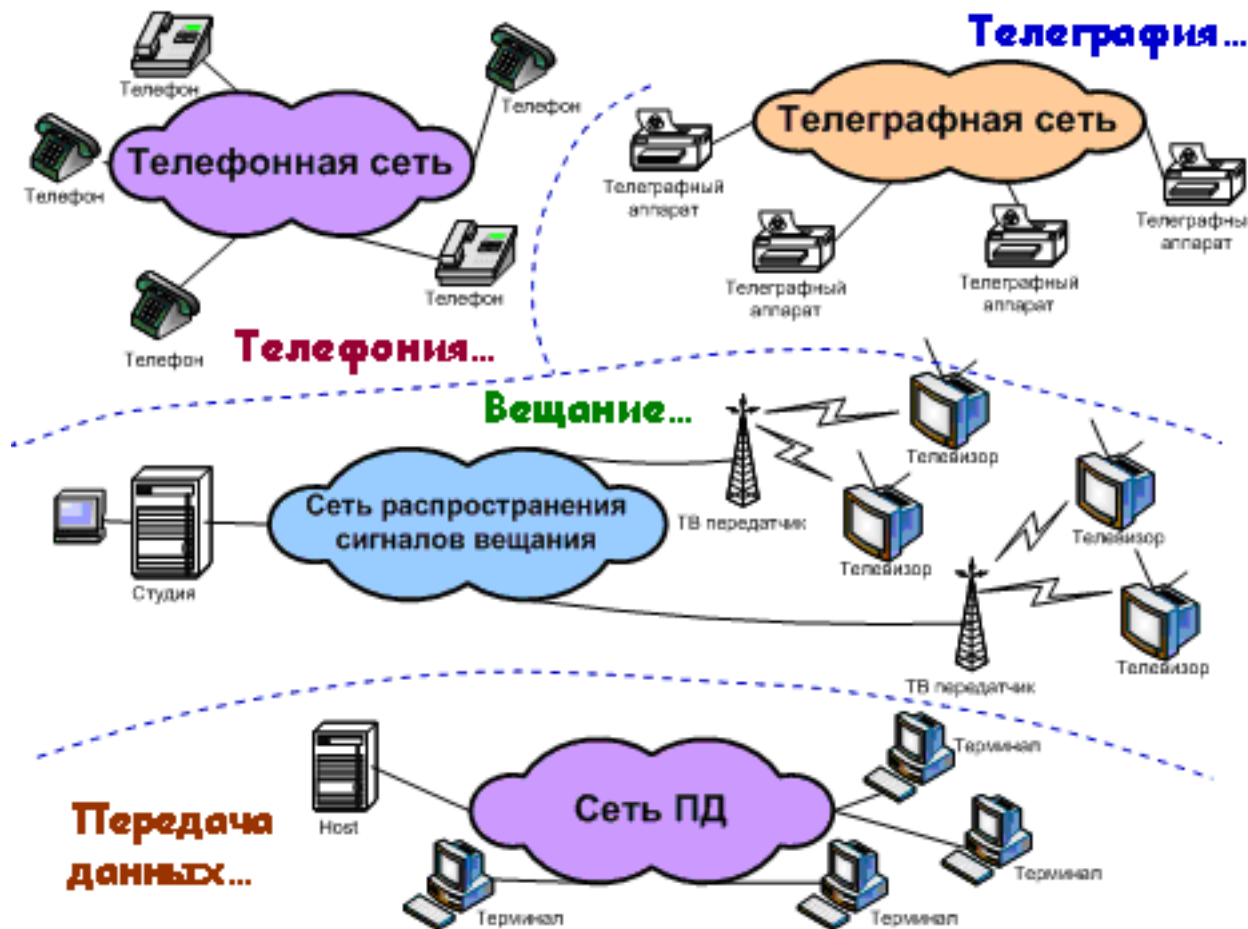 Телеграфия...
Телефон
Телефон
Телефонная сеть
Телефон
Телефон
Телефон
Телефония...
Телеграфная сеть
Телеграфный
аппарат
Телеграфны
аппарат
Телеграфный
аппарат
Телеграфный
аппарат
Вещание...
Студия
Сеть распространения
сигналов вещания
ТВ передатчик
Телевизор
Телевизор
Телевизор
ТВ передатчик
Телевизор
Передача
данных...
Host
Сеть ПД
Терминал
Терминал
Терминал
Терминал